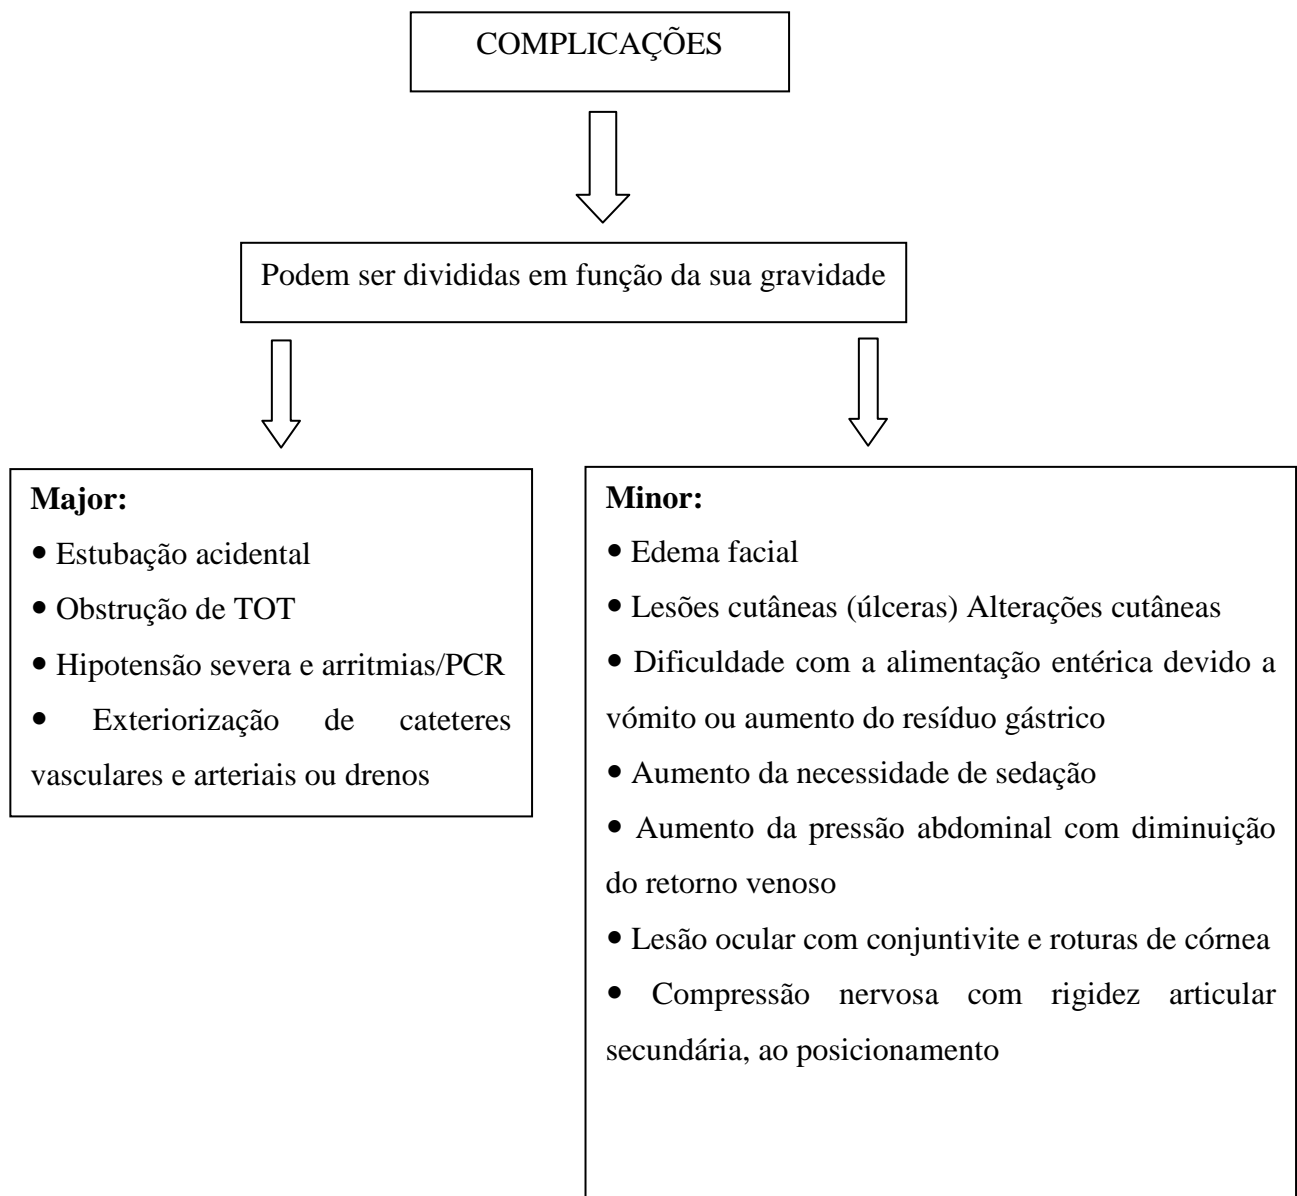 COMPLICAÇÕES
Podem ser divididas em função da sua gravidade
Major:
• Estubação acidental
• Obstrução de TOT
• Hipotensão severa e arritmias/PCR
• Exteriorização de cateteres
vasculares e arteriais ou drenos
Minor:
• Edema facial
• Lesões cutâneas (úlceras) Alterações cutâneas
• Dificuldade com a alimentação entérica devido a
vómito ou aumento do resíduo gástrico
• Aumento da necessidade de sedação
• Aumento da pressão abdominal com diminuição
do retorno venoso
• Lesão ocular com conjuntivite e roturas de córnea
• Compressão nervosa com rigidez articular
secundária, ao posicionamento